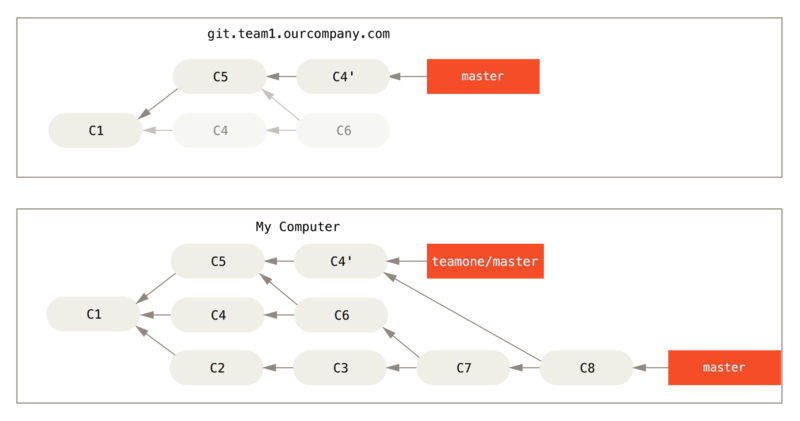 git.team1.ourcompany.com
C5 C4' master
C1 C4 C6
My Computer
C5 C4' teamone/master
C1 C4 C6
C2 C3 C7 C8 master